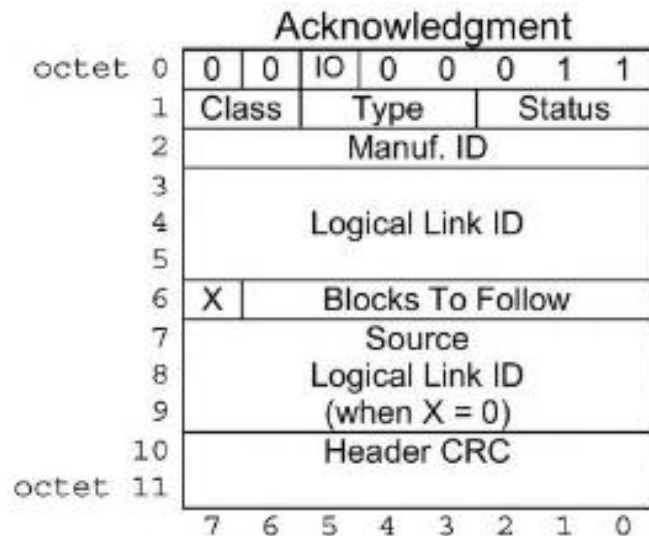 Acknowledgment
octet 0 0 0 IO 0 0 0 1 1
1 Class Type Status
2 Manuf. ID
3
4 Logical Link ID
5
6 X Blocks To Follow
7 Source
8 Logical Link ID
9 (when X = 0)
10 Header CRC
octet 11
7 6 5 4 3 2 1 0